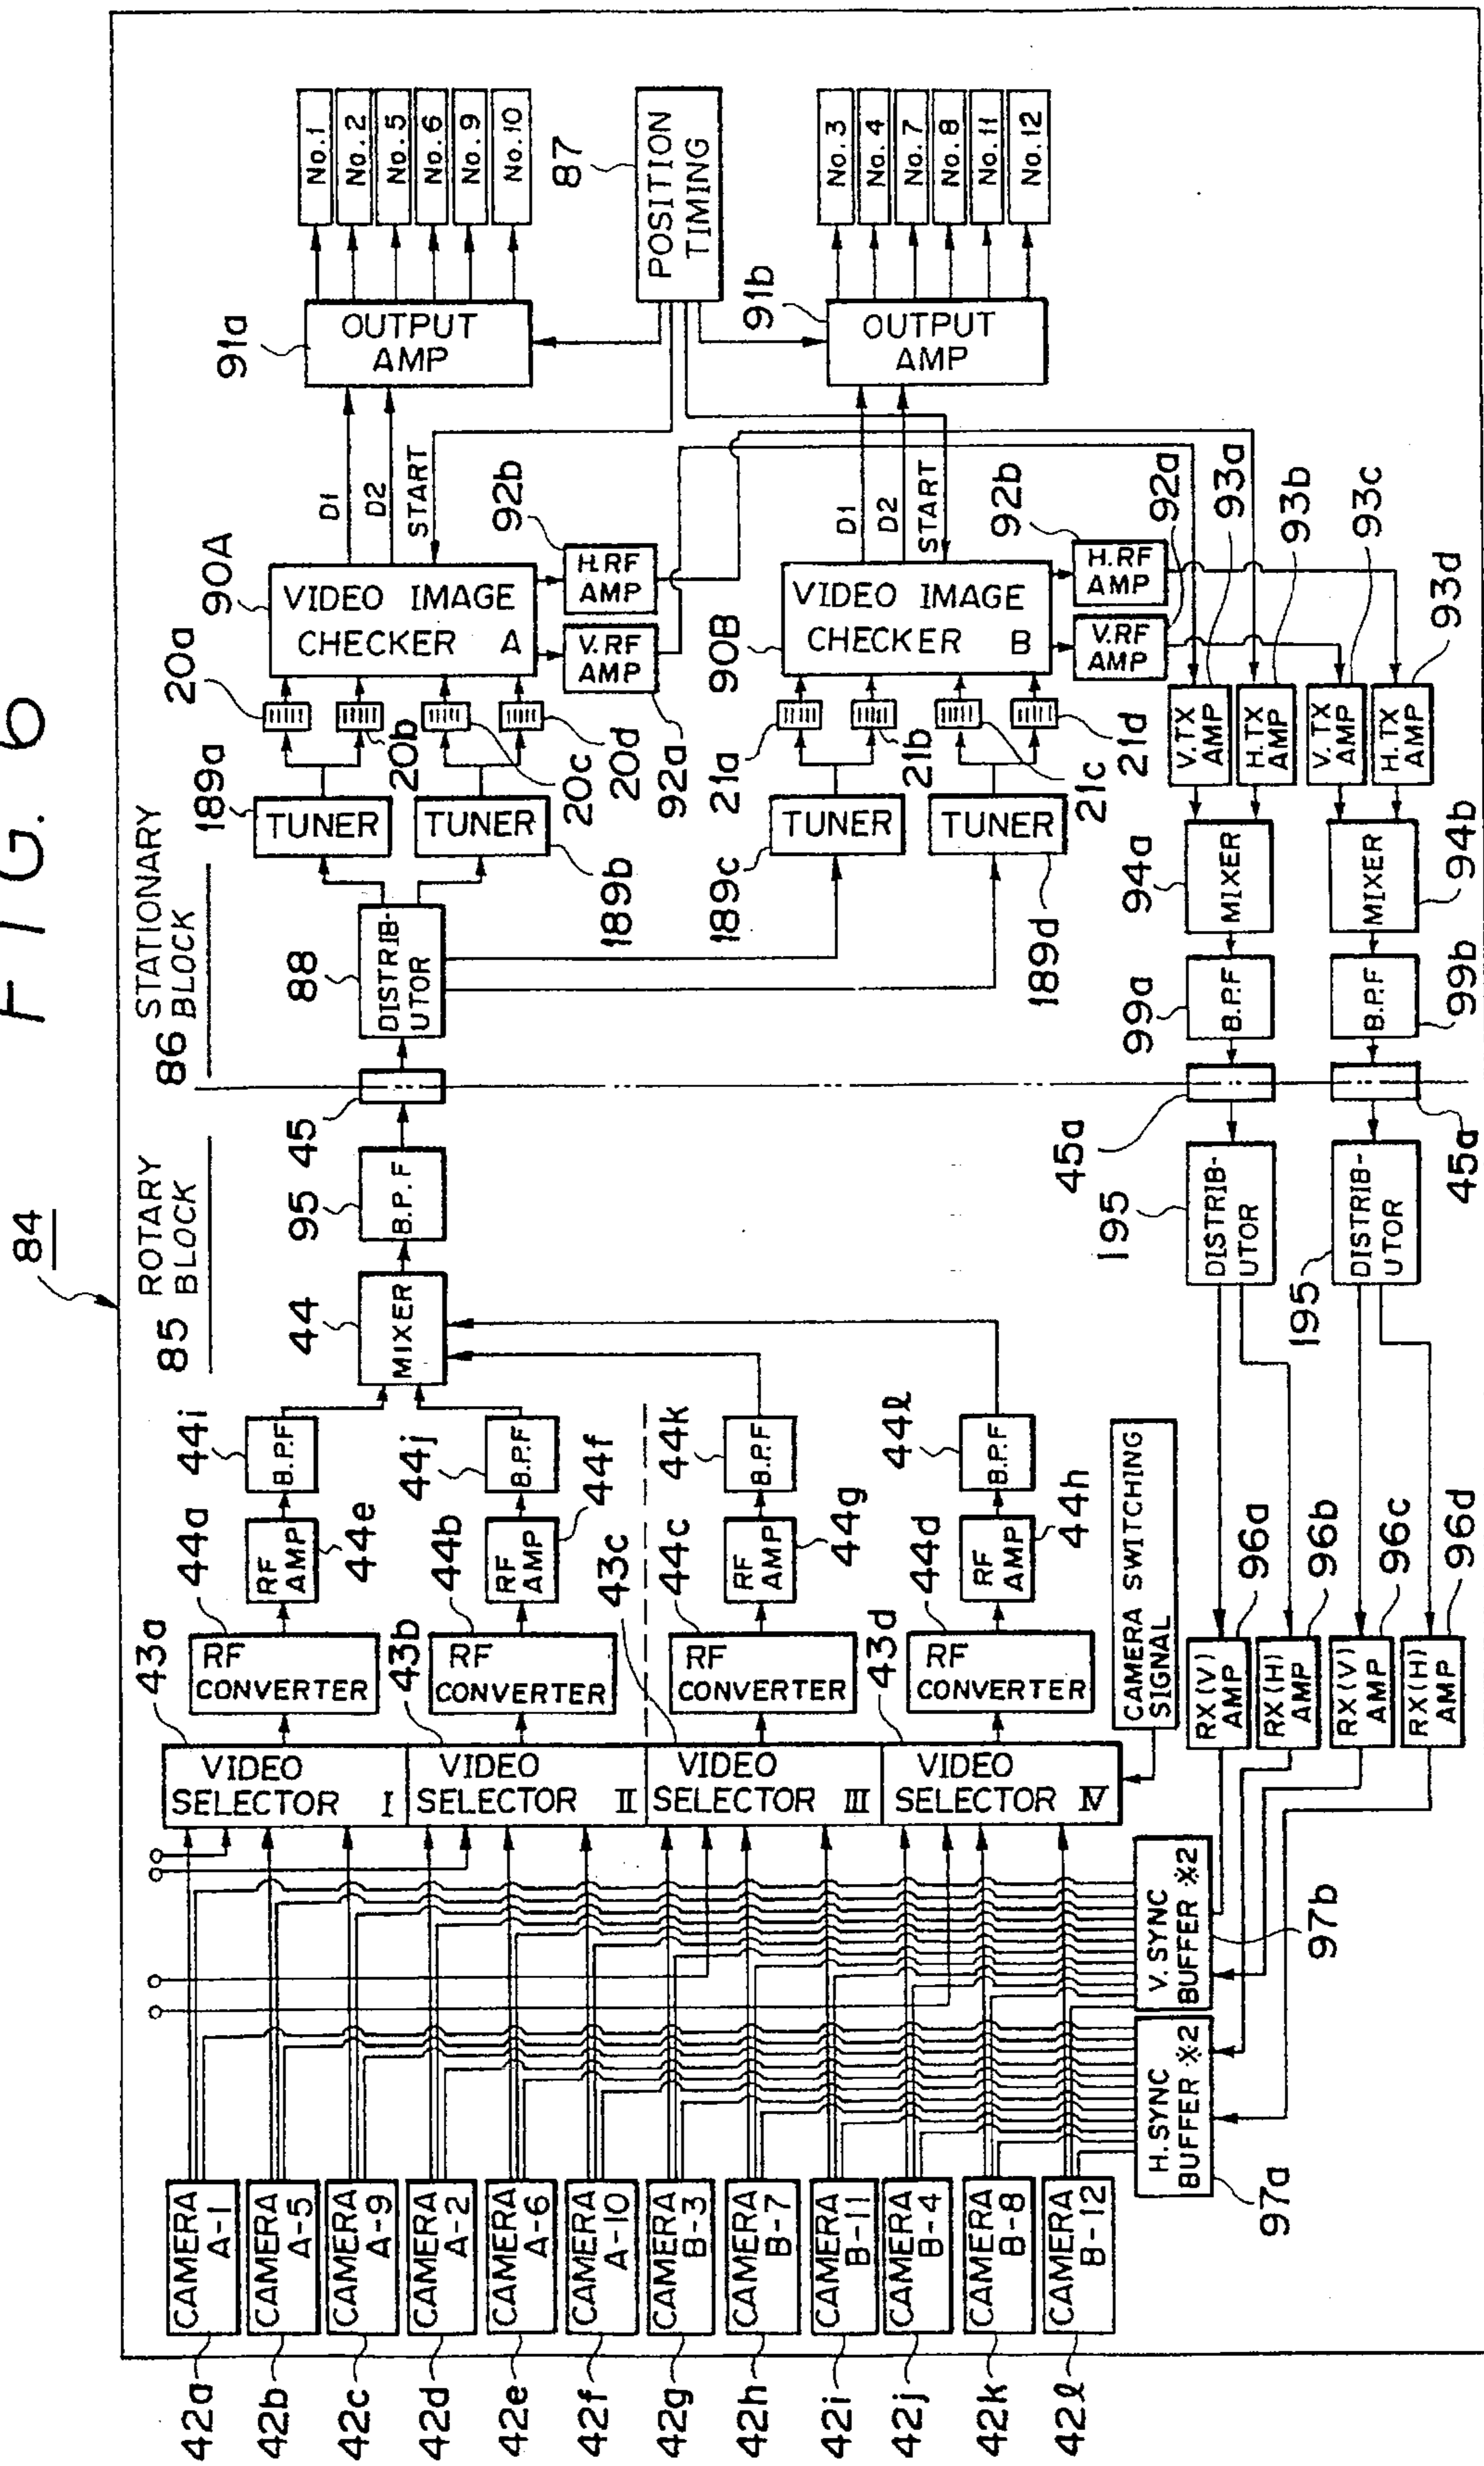 FIG. 6
84
85 ROTARY
BLOCK
86 STATIONARY
BLOCK
42a
CAMERA
A-1
42b
CAMERA
A-5
42c
CAMERA
A-9
42d
CAMERA
A-2
42e
CAMERA
A-6
42f
CAMERA
A-10
42g
CAMERA
B-3
42h
CAMERA
B-7
42i
CAMERA
B-11
42j
CAMERA
B-4
42k
CAMERA
B-8
42ℓ
CAMERA
B-12
H.SYNC
BUFFER ※2
97a
V. SYNC
BUFFER ※2
97b
43a
VIDEO
SELECTOR I
43b
VIDEO
SELECTOR II
43c
VIDEO
SELECTOR III
43d
VIDEO
SELECTOR IV
CAMERA SWITCHING
SIGNAL
44a
RF
CONVERTER
44b
RF
CONVERTER
44c
RF
CONVERTER
44d
RF
CONVERTER
RF
AMP
44e
RF
AMP
44f
RF
AMP
44g
RF
AMP
44h
44i
B.P.F
44j
B.P.F
44k
B.P.F
44ℓ
B.P.F
44
MIXER
95
B.P.F
45
88
DISTRIB-
UTOR
189a
TUNER
TUNER
189b
189c
TUNER
TUNER
189d
20a
20b
20c
20d
21a
21b
21c
21d
90A
VIDEO IMAGE
CHECKER A
90B
VIDEO IMAGE
CHECKER B
V.RF
AMP
92a
H.RF
AMP
92b
V.RF
AMP
92a
H.RF
AMP
92b
D1
D2
START
D1
D2
START
91a
OUTPUT
AMP
91b
OUTPUT
AMP
87
POSITION
TIMING
No.1
No.2
No.5
No.6
No.9
No.10
No.3
No.4
No.7
No.8
No.11
No.12
V.TX
AMP
93a
H.TX
AMP
93b
V.TX
AMP
93c
H.TX
AMP
93d
94a
MIXER
MIXER
94b
99a
B.P.F
B.P.F
99b
45a
45a
195
DISTRIB-
UTOR
195
DISTRIB-
UTOR
RX(V)
AMP
96a
RX(H)
AMP
96b
RX(V)
AMP
96c
RX(H)
AMP
96d